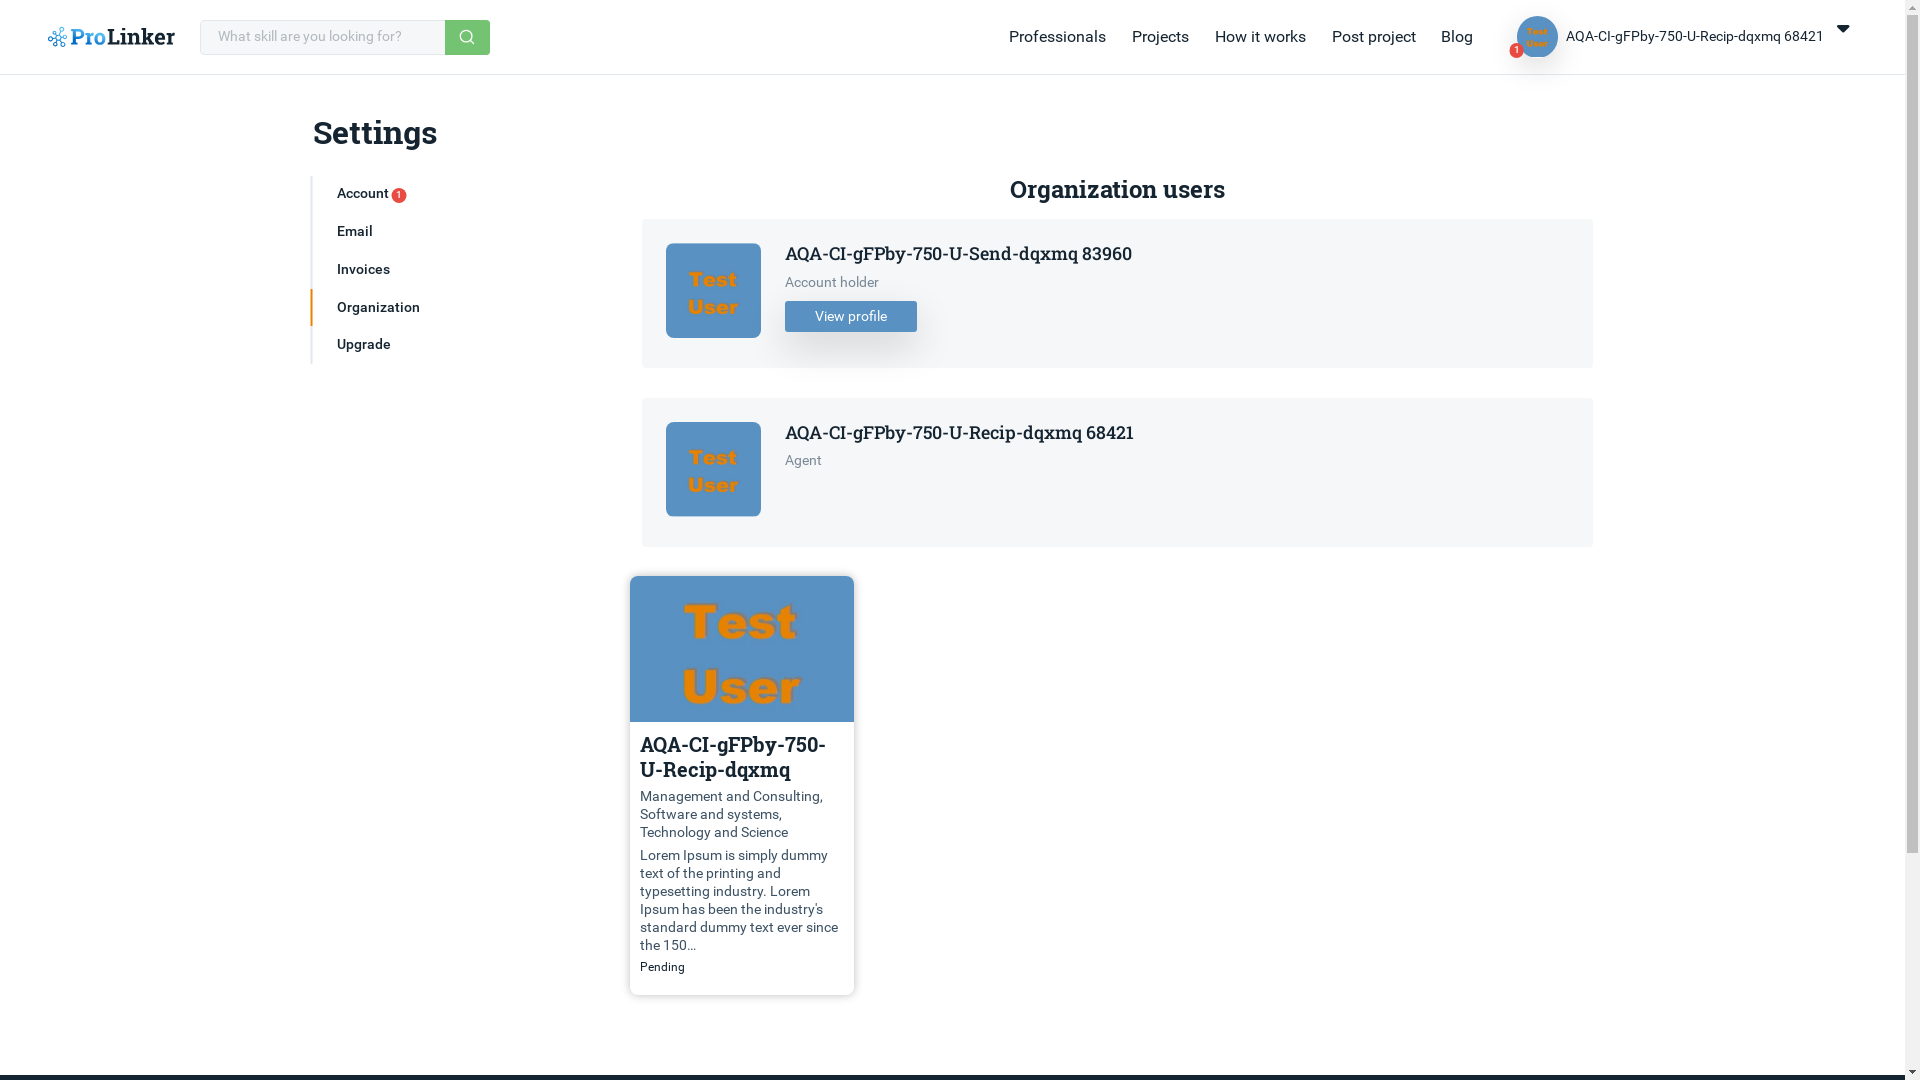 ProLinker
What skill are you looking for?
Professionals
Projects
How it works
Post project
Blog
Test
User
1
AQA-CI-gFPby-750-U-Recip-dqxmq 68421
Settings
Account 1
Email
Invoices
Organization
Upgrade
Organization users
Test
User
AQA-CI-gFPby-750-U-Send-dqxmq 83960
Account holder
View profile
Test
User
AQA-CI-gFPby-750-U-Recip-dqxmq 68421
Agent
Test
User
AQA-CI-gFPby-750-
U-Recip-dqxmq
Management and Consulting,
Software and systems,
Technology and Science
Lorem Ipsum is simply dummy
text of the printing and
typesetting industry. Lorem
Ipsum has been the industry's
standard dummy text ever since
the 150...
Pending